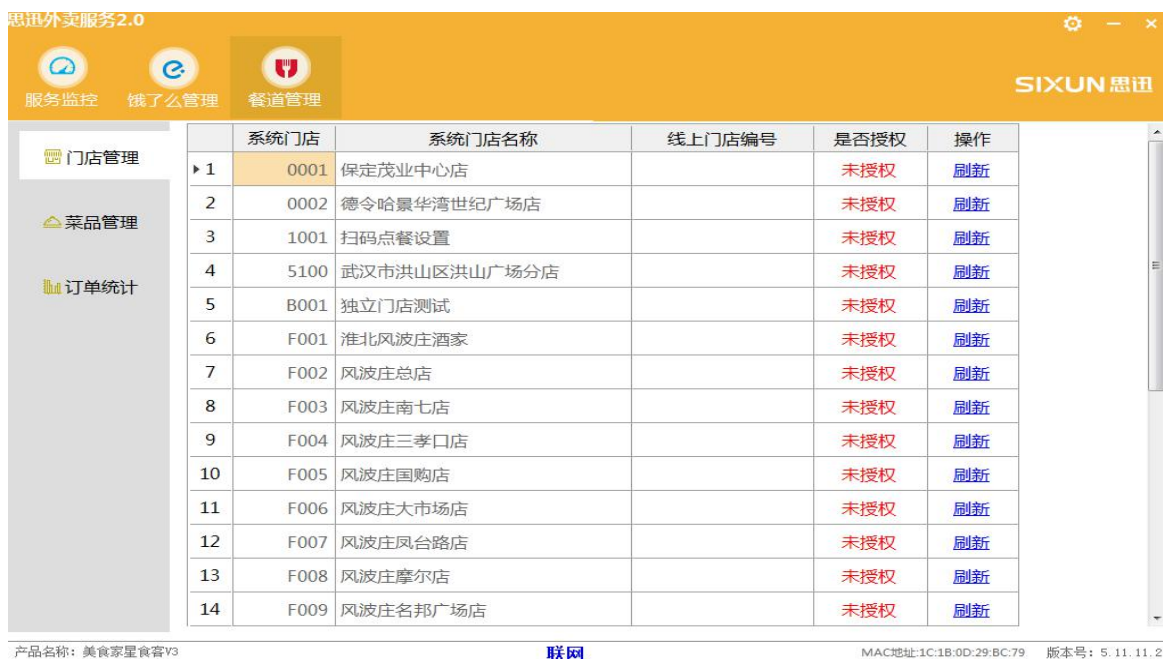 思迅外卖服务2.0
服务监控 饿了么管理 餐道管理
SIXUN思迅
门店管理
菜品管理
订单统计
系统门店 系统门店名称 线上门店编号 是否授权 操作
1 0001 保定茂业中心店 未授权 刷新
2 0002 德令哈景华湾世纪广场店 未授权 刷新
3 1001 扫码点餐设置 未授权 刷新
4 5100 武汉市洪山区洪山广场分店 未授权 刷新
5 B001 独立门店测试 未授权 刷新
6 F001 淮北风波庄酒家 未授权 刷新
7 F002 风波庄总店 未授权 刷新
8 F003 风波庄南七店 未授权 刷新
9 F004 风波庄三孝口店 未授权 刷新
10 F005 风波庄国购店 未授权 刷新
11 F006 风波庄大市场店 未授权 刷新
12 F007 风波庄凤台路店 未授权 刷新
13 F008 风波庄摩尔店 未授权 刷新
14 F009 风波庄名邦广场店 未授权 刷新
产品名称：美食家星食客V3 联网 MAC地址:1C:1B:0D:29:BC:79 版本号：5.11.11.2